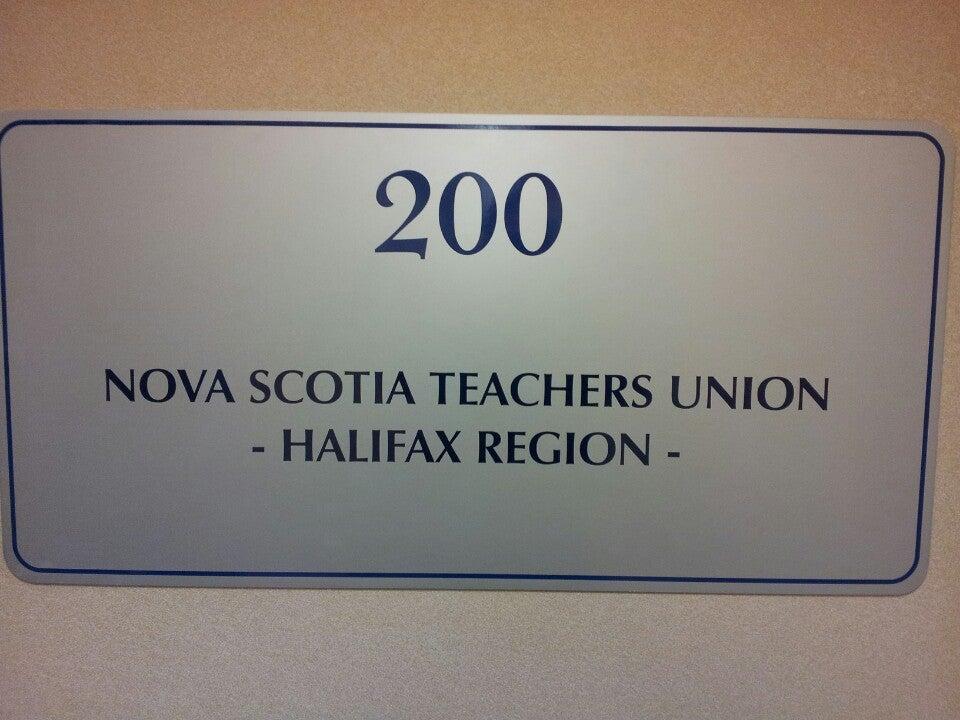 200
NOVA SCOTIA TEACHERS UNION
- HALIFAX REGION -